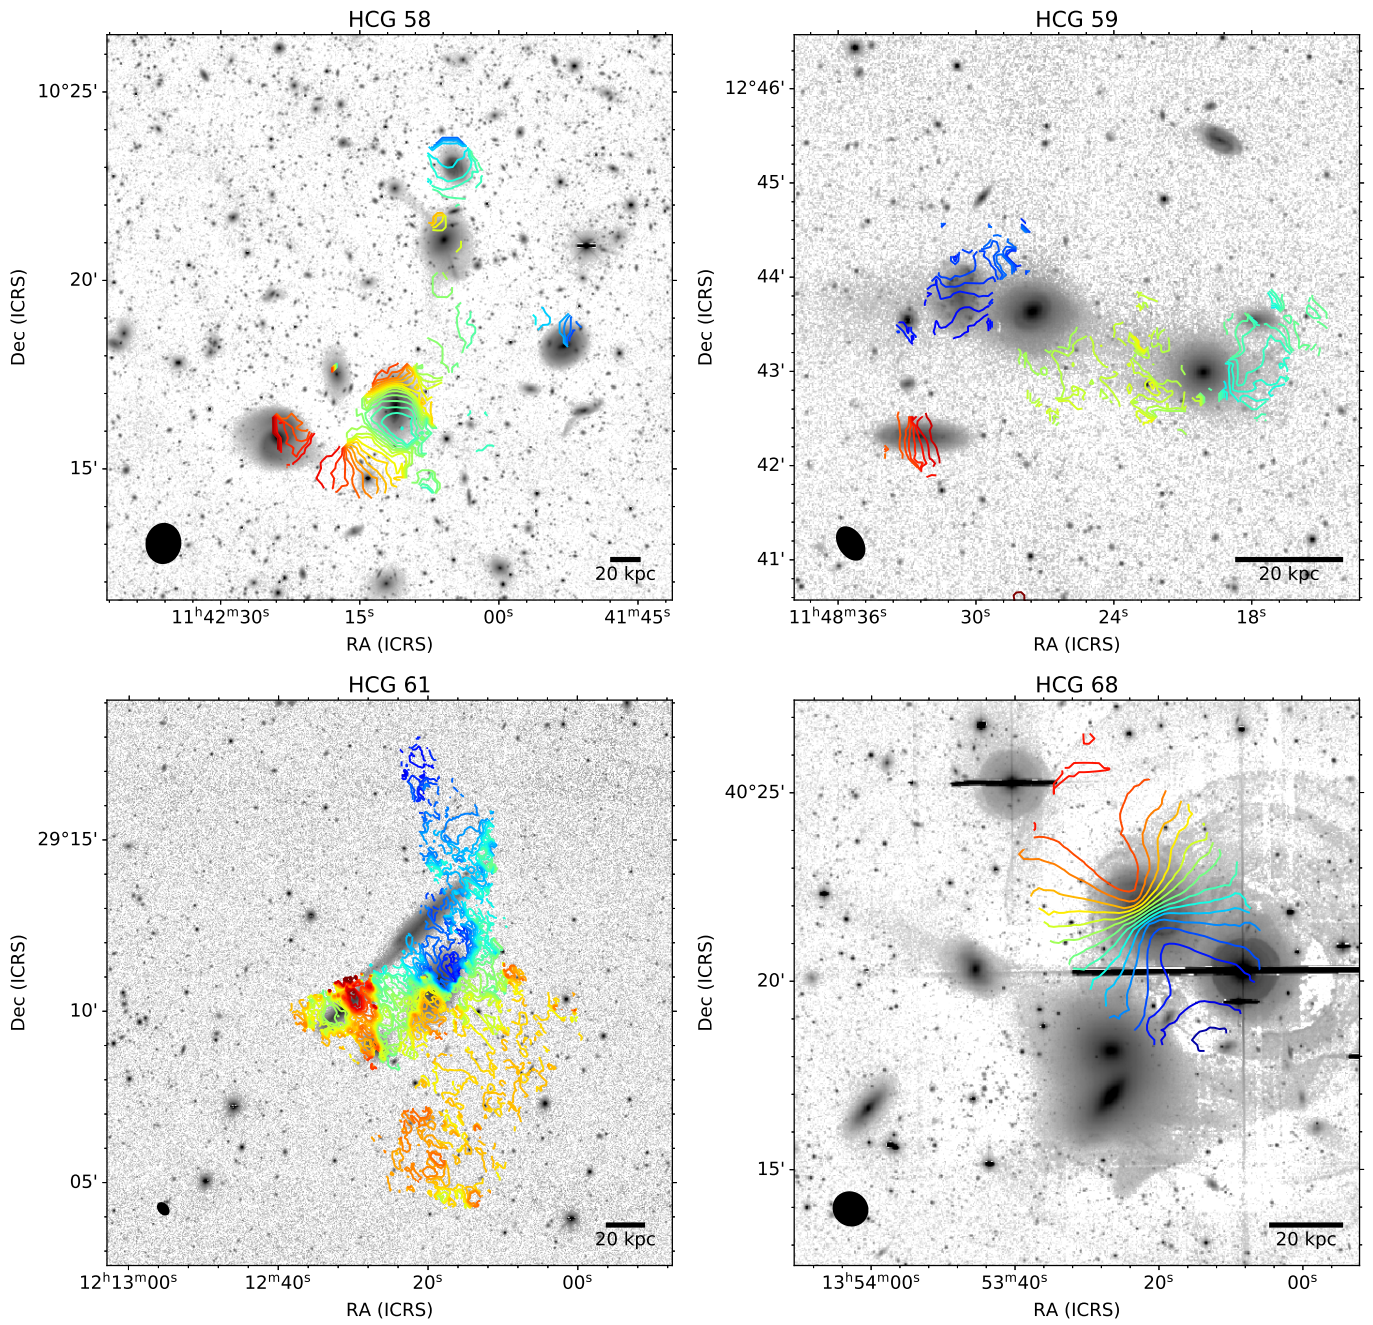 HCG 58
10°25'
20'
15'
Dec (ICRS)
20 kpc
11ʰ42ᵐ30ˢ 15ˢ 00ˢ 41ᵐ45ˢ
RA (ICRS)
HCG 59
12°46'
45'
44'
43'
42'
41'
Dec (ICRS)
20 kpc
11ʰ48ᵐ36ˢ 30ˢ 24ˢ 18ˢ
RA (ICRS)
HCG 61
29°15'
10'
05'
Dec (ICRS)
20 kpc
12ʰ13ᵐ00ˢ 12ᵐ40ˢ 20ˢ 00ˢ
RA (ICRS)
HCG 68
40°25'
20'
15'
Dec (ICRS)
20 kpc
13ʰ54ᵐ00ˢ 53ᵐ40ˢ 20ˢ 00ˢ
RA (ICRS)